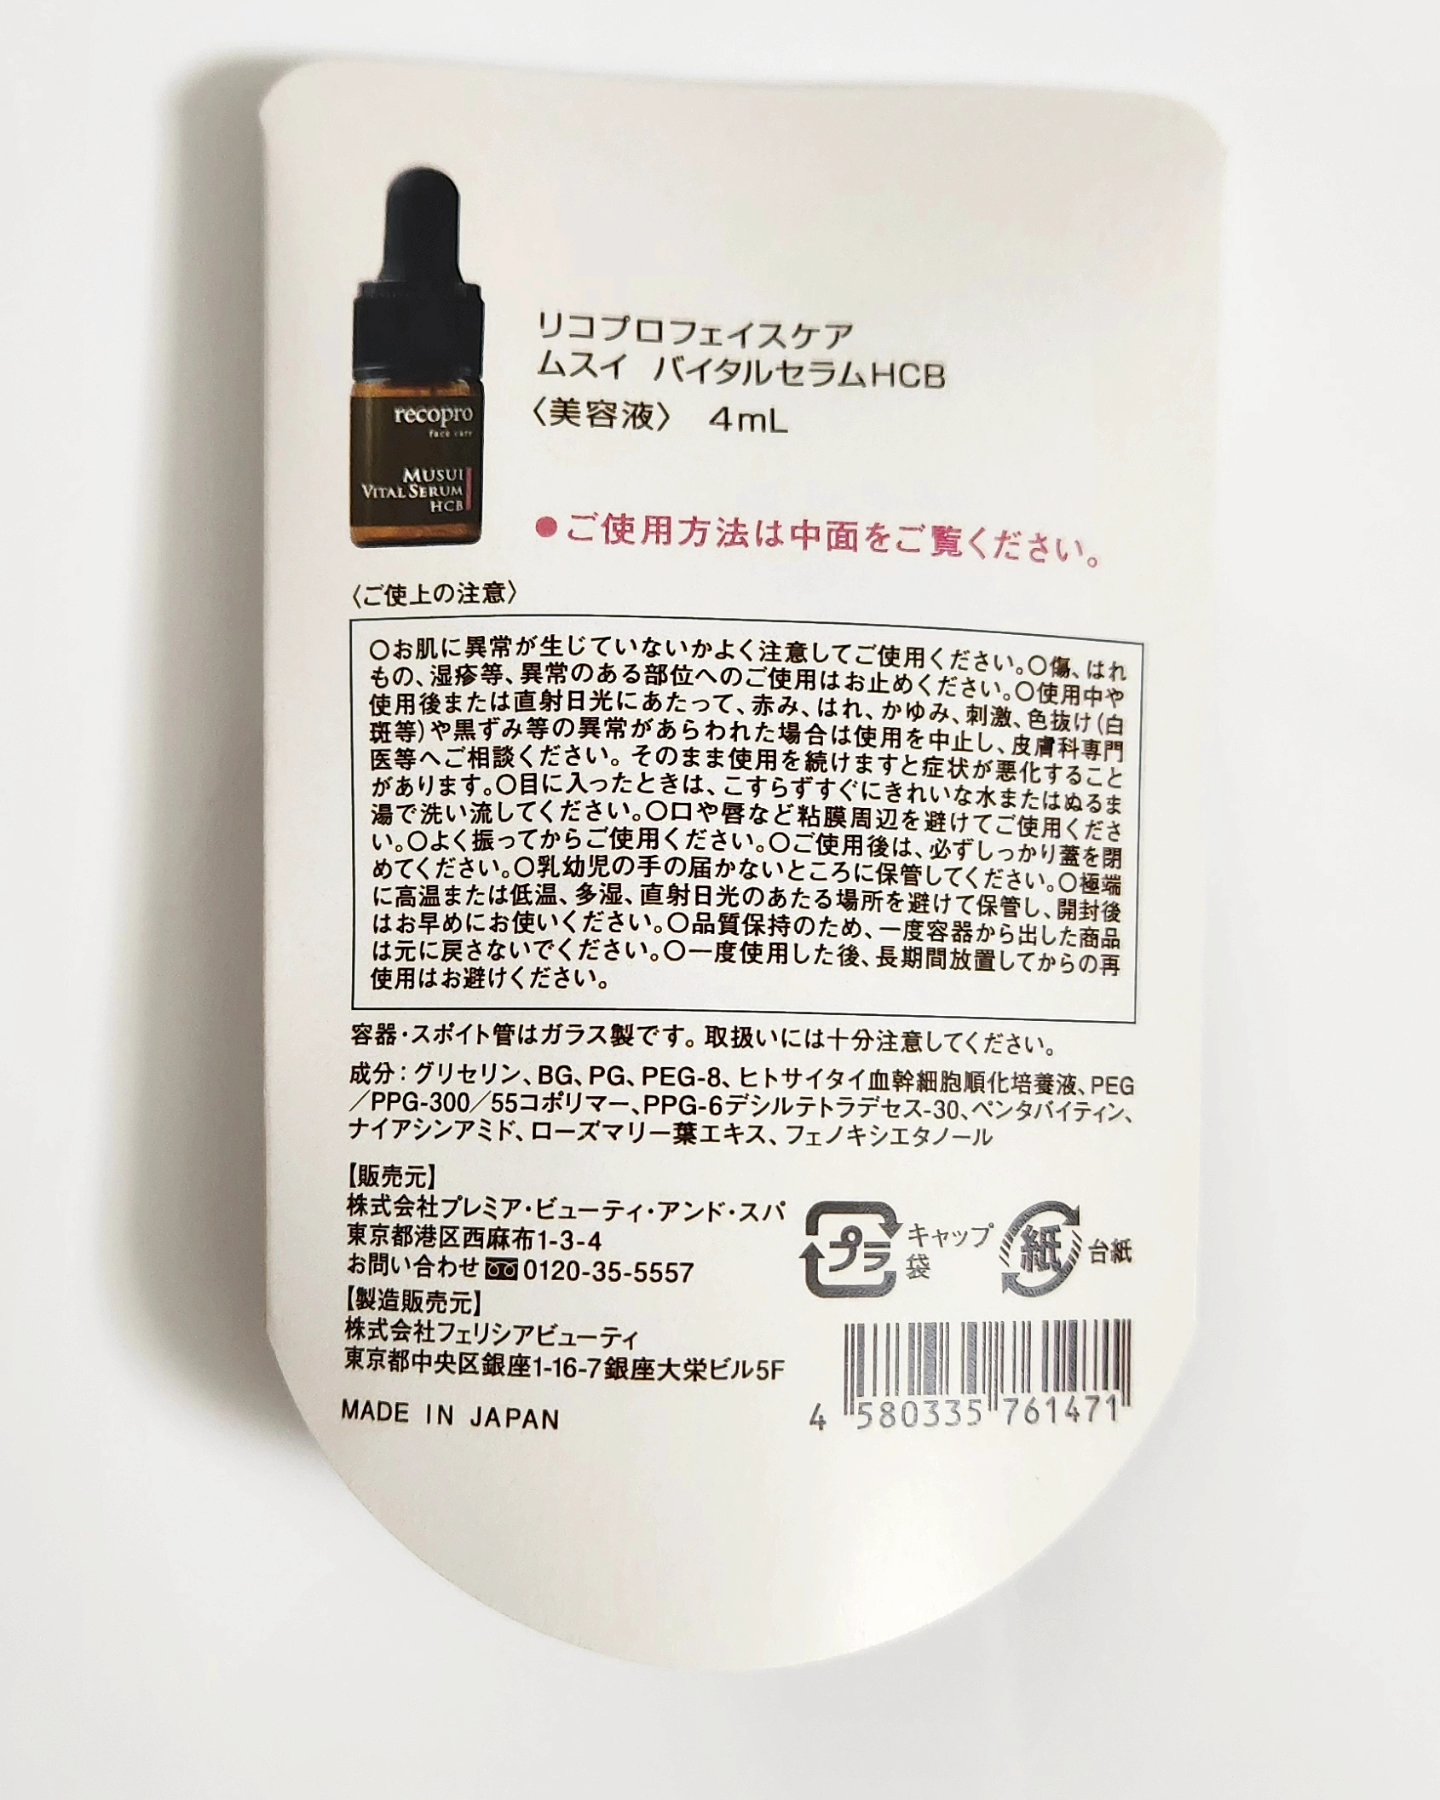 recopro
face care
MUSUI
VITAL SERUM
HCB
リコプロフェイスケア
ムスイ バイタルセラムHCB
〈美容液〉 4mL
●ご使用方法は中面をご覧ください。
〈ご使上の注意〉
○お肌に異常が生じていないかよく注意してご使用ください。○傷、はれ
もの、湿疹等、異常のある部位へのご使用はお止めください。○使用中や
使用後または直射日光にあたって、赤み、はれ、かゆみ、刺激、色抜け(白
斑等)や黒ずみ等の異常があらわれた場合は使用を中止し、皮膚科専門
医等へご相談ください。そのまま使用を続けますと症状が悪化すること
があります。○目に入ったときは、こすらずすぐにきれいな水またはぬるま
湯で洗い流してください。○口や唇など粘膜周辺を避けてご使用くださ
い。○よく振ってからご使用ください。○ご使用後は、必ずしっかり蓋を閉
めてください。○乳幼児の手の届かないところに保管してください。○極端
に高温または低温、多湿、直射日光のあたる場所を避けて保管し、開封後
はお早めにお使いください。○品質保持のため、一度容器から出した商品
は元に戻さないでください。○一度使用した後、長期間放置してからの再
使用はお避けください。
容器・スポイト管はガラス製です。取扱いには十分注意してください。
成分：グリセリン、BG、PG、PEG-8、ヒトサイタイ血幹細胞順化培養液、PEG
／PPG-300／55コポリマー、PPG-6デシルテトラデセス-30、ペンタバイティン、
ナイアシンアミド、ローズマリー葉エキス、フェノキシエタノール
【販売元】
株式会社プレミア・ビューティ・アンド・スパ
東京都港区西麻布1-3-4
お問い合わせ 0120-35-5557
【製造販売元】
株式会社フェリシアビューティ
東京都中央区銀座1-16-7銀座大栄ビル5F
MADE IN JAPAN
プラ
キャップ
袋
紙
台紙
4 580335 761471